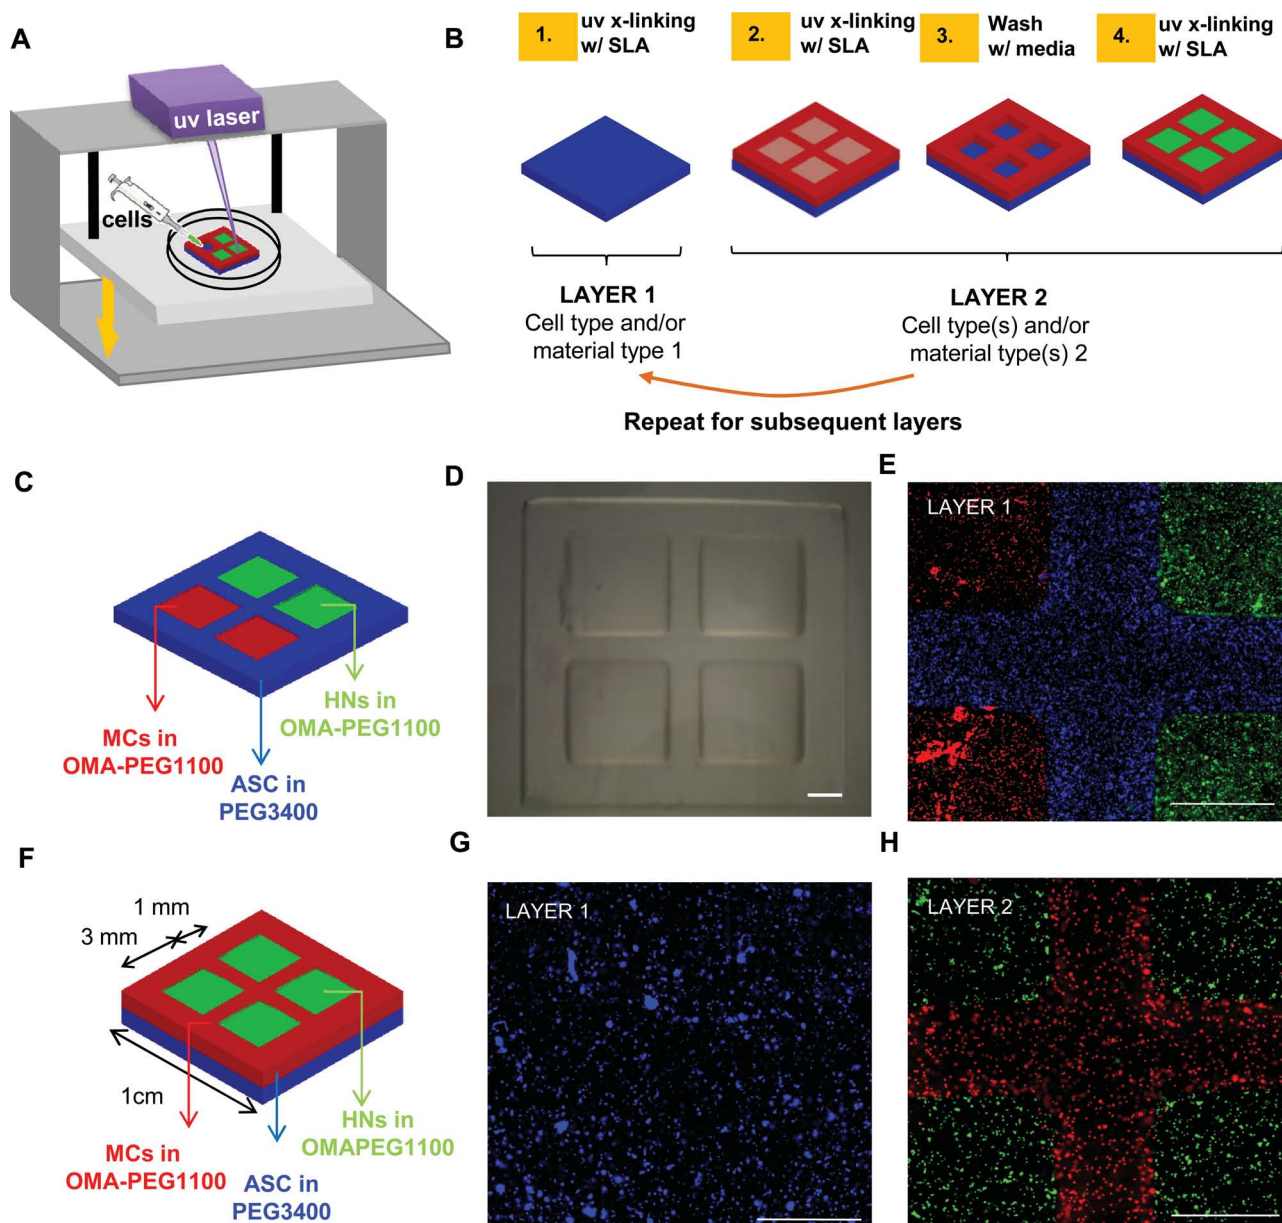 A
uv laser
cells
B
1.
uv x-linking
w/ SLA
2.
uv x-linking
w/ SLA
3.
Wash
w/ media
4.
uv x-linking
w/ SLA
LAYER 1
Cell type and/or
material type 1
LAYER 2
Cell type(s) and/or
material type(s) 2
Repeat for subsequent layers
C
HNs in
OMA-PEG1100
MCs in
OMA-PEG1100
ASC in
PEG3400
D
E
LAYER 1
F
1 mm
3 mm
1cm
HNs in
OMAPEG1100
MCs in
OMA-PEG1100
ASC in
PEG3400
G
LAYER 1
H
LAYER 2